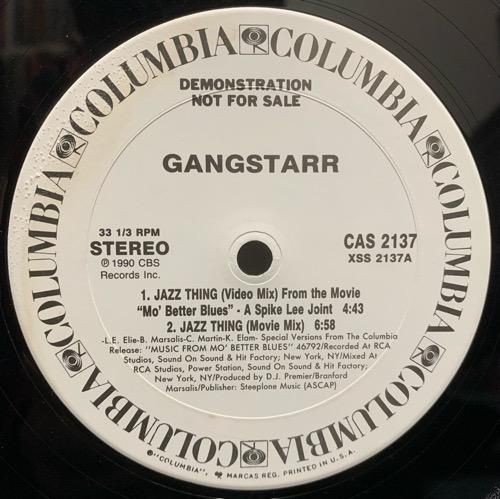 COLUMBIA COLUMBIA COLUMBIA COLUMBIA COLUMBIA COLUMBIA
DEMONSTRATION
NOT FOR SALE
GANGSTARR
33 1/3 RPM
STEREO
℗ 1990 CBS
Records Inc.
CAS 2137
XSS 2137A
1. JAZZ THING (Video Mix) From the Movie
"Mo' Better Blues" - A Spike Lee Joint 4:43
2. JAZZ THING (Movie Mix) 6:58
-L.E. Elie-B. Marsalis-C. Martin-K. Elam- Special Versions From The Columbia
Release: "MUSIC FROM MO' BETTER BLUES" 46792/Recorded At RCA
Studios, Sound On Sound & Hit Factory; New York, NY/Mixed At
RCA Studios, Power Station, Sound On Sound & Hit Factory;
New York, NY/Produced by D.J. Premier/Branford
Marsalis/Publisher: Steeplone Music (ASCAP)
®"COLUMBIA", MARCAS REG. PRINTED IN U.S.A.